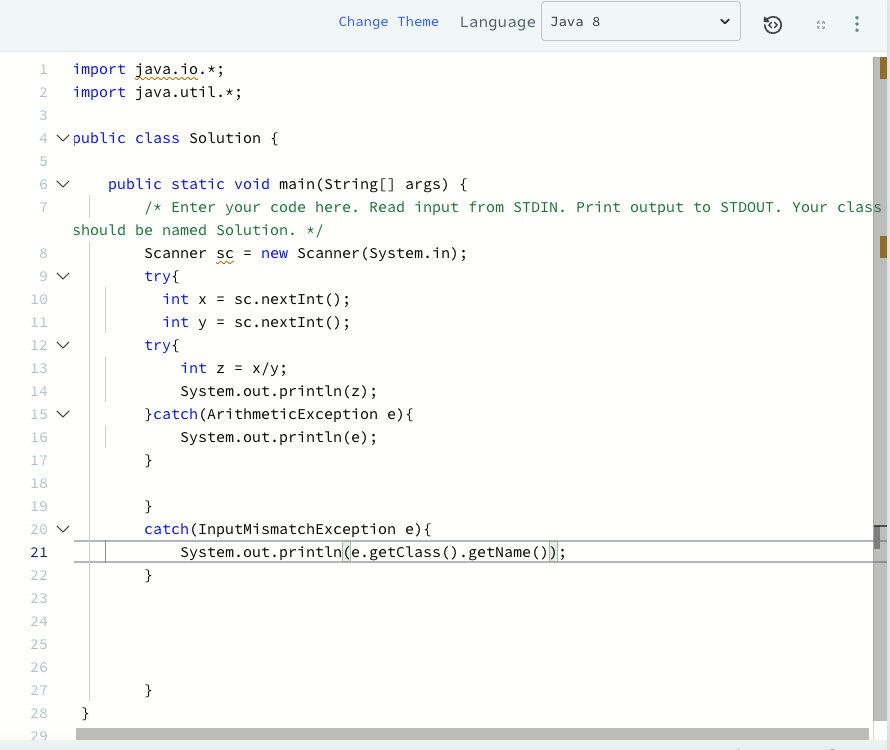 Change Theme Language Java 8
1 import java.io.*;
2 import java.util.*;
3
4 public class Solution {
5
6 public static void main(String[] args) {
7 /* Enter your code here. Read input from STDIN. Print output to STDOUT. Your class
should be named Solution. */
8 Scanner sc = new Scanner(System.in);
9 try{
10 int x = sc.nextInt();
11 int y = sc.nextInt();
12 try{
13 int z = x/y;
14 System.out.println(z);
15 }catch(ArithmeticException e){
16 System.out.println(e);
17 }
18
19 }
20 catch(InputMismatchException e){
21 System.out.println(e.getClass().getName());
22 }
23
24
25
26
27 }
28 }
29